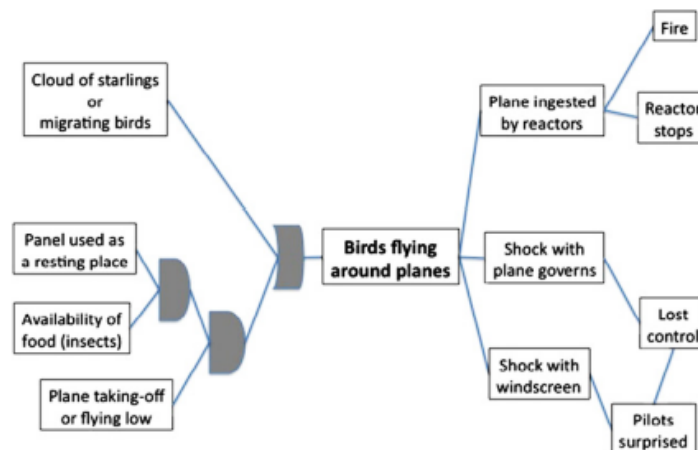 Cloud of starlings
or
migrating birds
Panel used as
a resting place
Availability of
food (insects)
Plane taking-off
or flying low
Birds flying
around planes
Plane ingested
by reactors
Fire
Reactor
stops
Shock with
plane governs
Lost
control
Shock with
windscreen
Pilots
surprised